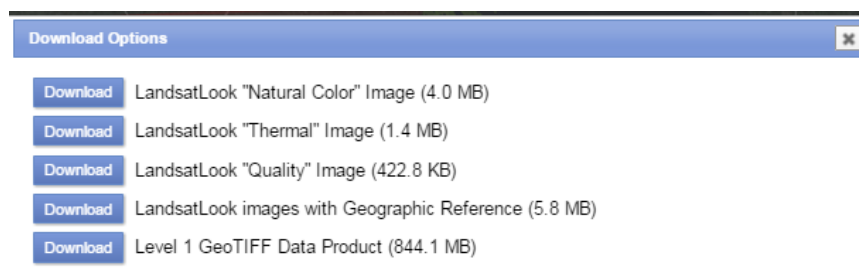 Download Options
Download LandsatLook "Natural Color" Image (4.0 MB)
Download LandsatLook "Thermal" Image (1.4 MB)
Download LandsatLook "Quality" Image (422.8 KB)
Download LandsatLook images with Geographic Reference (5.8 MB)
Download Level 1 GeoTIFF Data Product (844.1 MB)